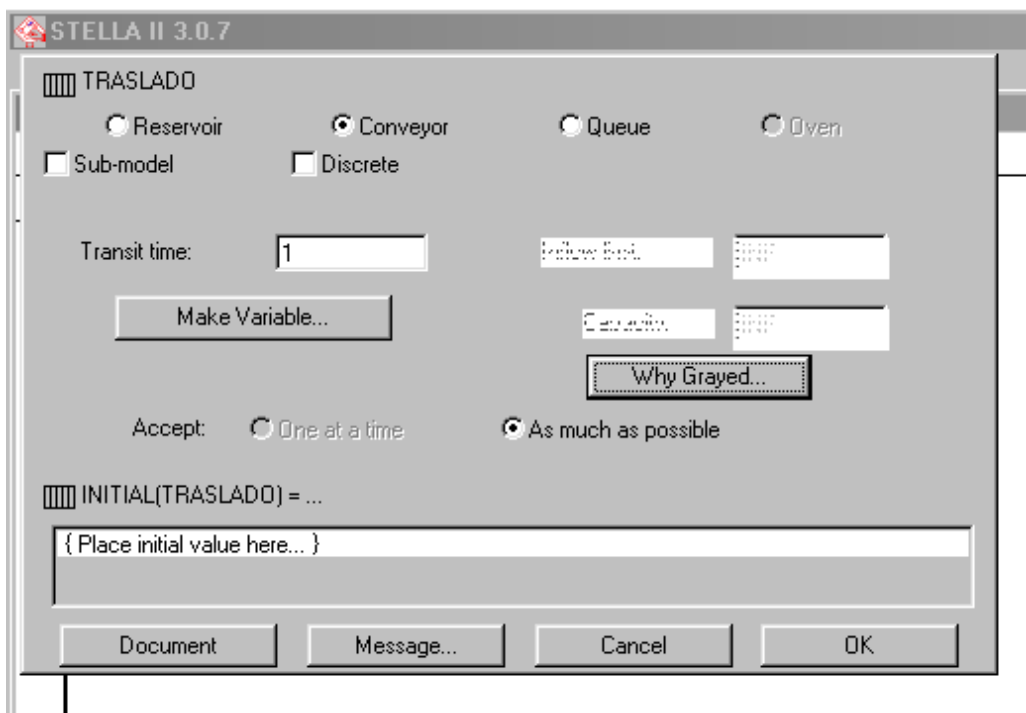 STELLA II 3.0.7
TRASLADO
Reservoir Conveyor Queue Oven
Sub-model Discrete
Transit time: 1
Make Variable...
Why Grayed...
Accept: One at a time As much as possible
INITIAL(TRASLADO) = ...
{ Place initial value here... }
Document Message... Cancel OK